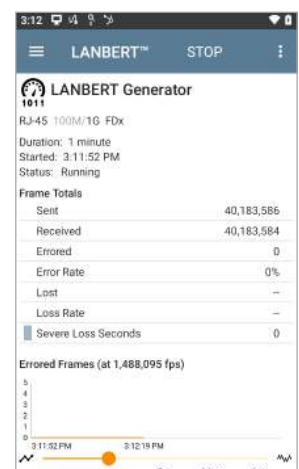 3:12
LANBERT™ STOP
1011
LANBERT Generator
RJ-45 100M/1G FDx
Duration: 1 minute
Started: 3:11:52 PM
Status: Running
Frame Totals
Sent 40,183,586
Received 40,183,584
Errored 0
Error Rate 0%
Lost --
Loss Rate --
Severe Loss Seconds 0
Errored Frames (at 1,488,095 fps)
5
4
3
2
1
0
3:11:52 PM 3:12:19 PM